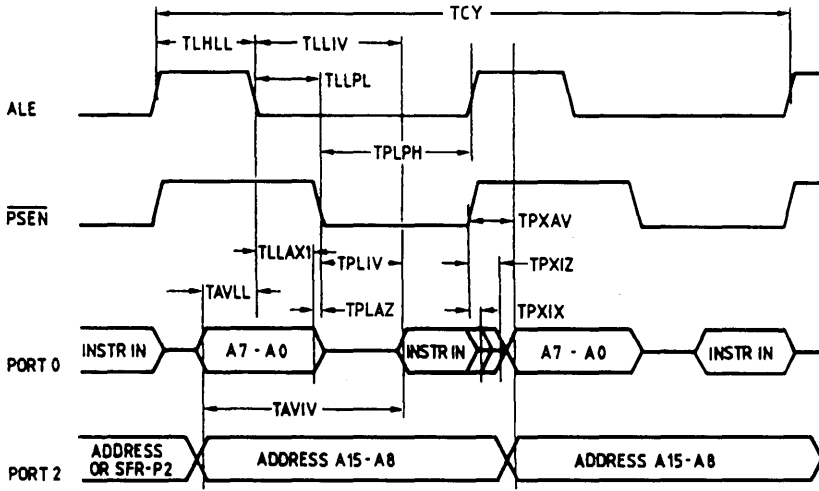 TCY
TLHLL TLLIV
TLLPL
ALE
TPLPH
PSEN
TPXAV
TLLAX1
TPLIV TPXIZ
TAVLL
TPLAZ TPXIX
PORT 0 INSTR IN A7 - A0 INSTR IN A7 - A0 INSTR IN
TAVIV
PORT 2 ADDRESS OR SFR-P2 ADDRESS A15 - A8 ADDRESS A15 - A8